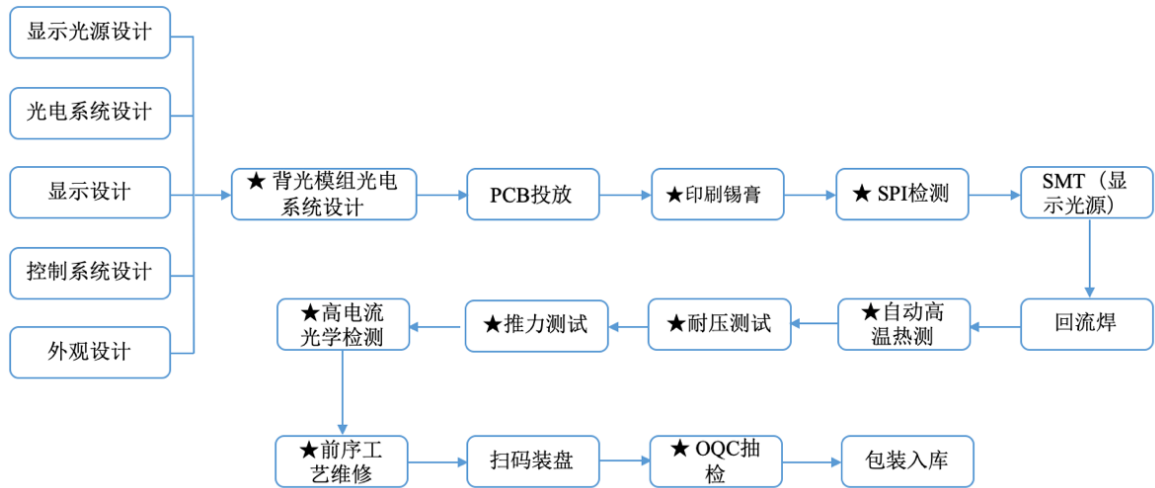 显示光源设计
光电系统设计
显示设计
控制系统设计
外观设计
★ 背光模组光电
系统设计
PCB投放
★印刷锡膏
★ SPI检测
SMT（显
示光源）
回流焊
★自动高
温热测
★耐压测试
★推力测试
★高电流
光学检测
★前序工
艺维修
扫码装盘
★ OQC抽
检
包装入库